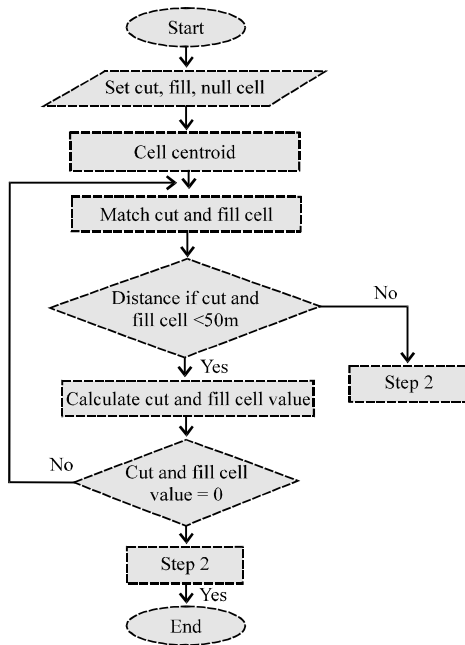 Start
Set cut, fill, null cell
Cell centroid
Match cut and fill cell
Distance if cut and
fill cell <50m
No
Yes
Step 2
Calculate cut and fill cell value
No
Cut and fill cell
value = 0
Step 2
Yes
End